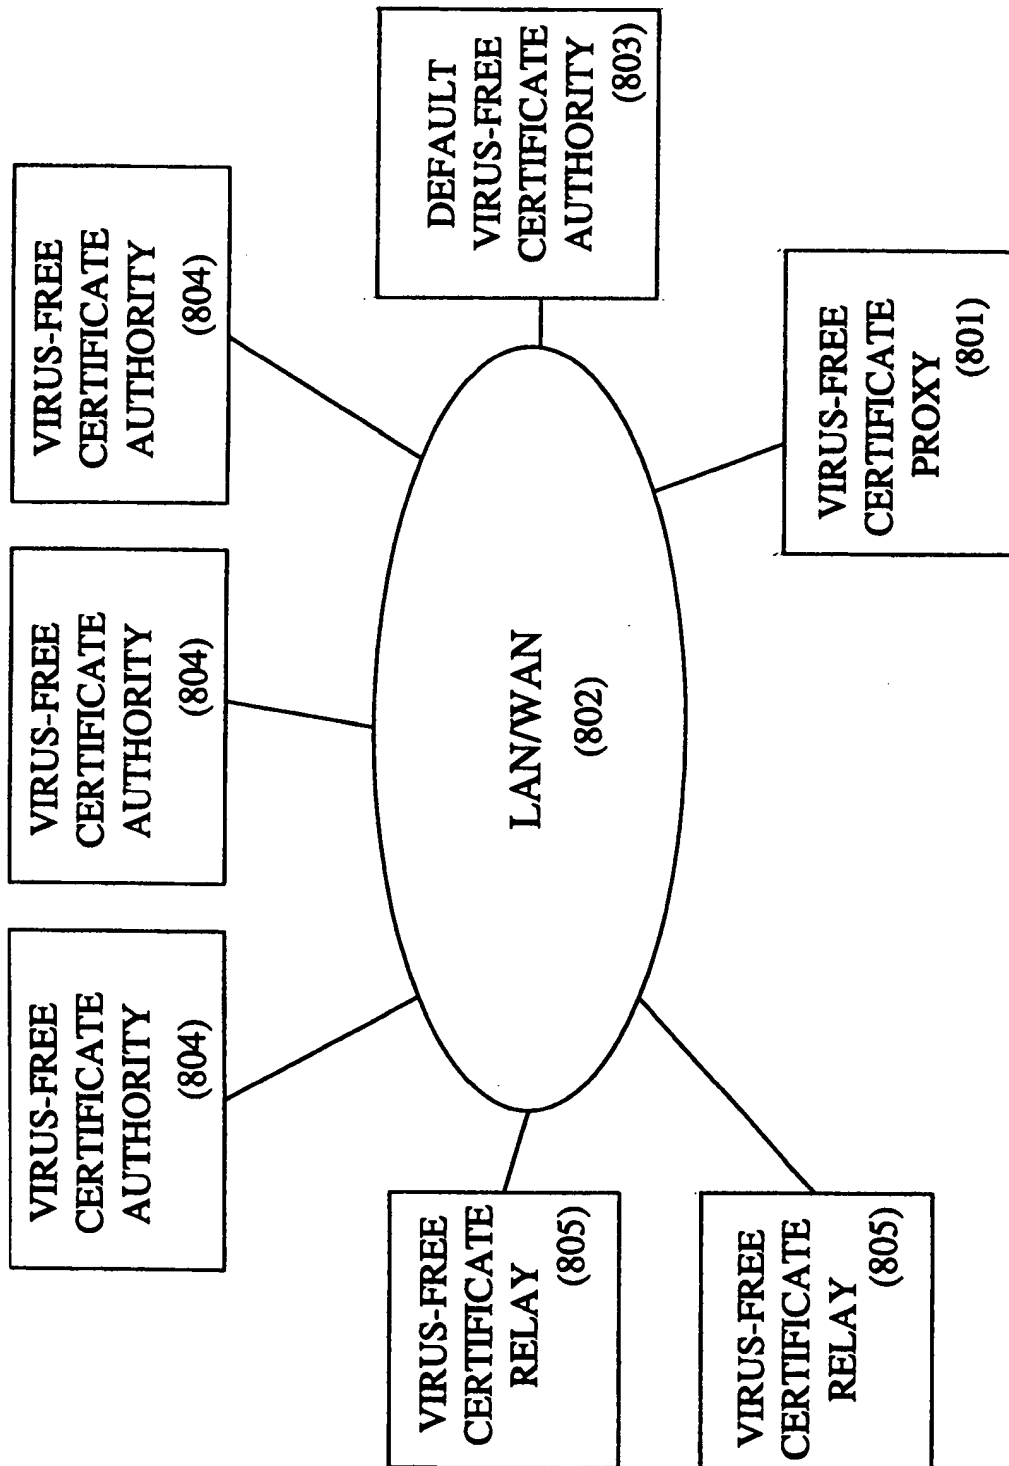 VIRUS-FREE
CERTIFICATE
AUTHORITY
(804)
VIRUS-FREE
CERTIFICATE
AUTHORITY
(804)
VIRUS-FREE
CERTIFICATE
AUTHORITY
(804)
VIRUS-FREE
CERTIFICATE
RELAY
(805)
LAN/WAN
(802)
DEFAULT
VIRUS-FREE
CERTIFICATE
AUTHORITY
(803)
VIRUS-FREE
CERTIFICATE
RELAY
(805)
VIRUS-FREE
CERTIFICATE
PROXY
(801)